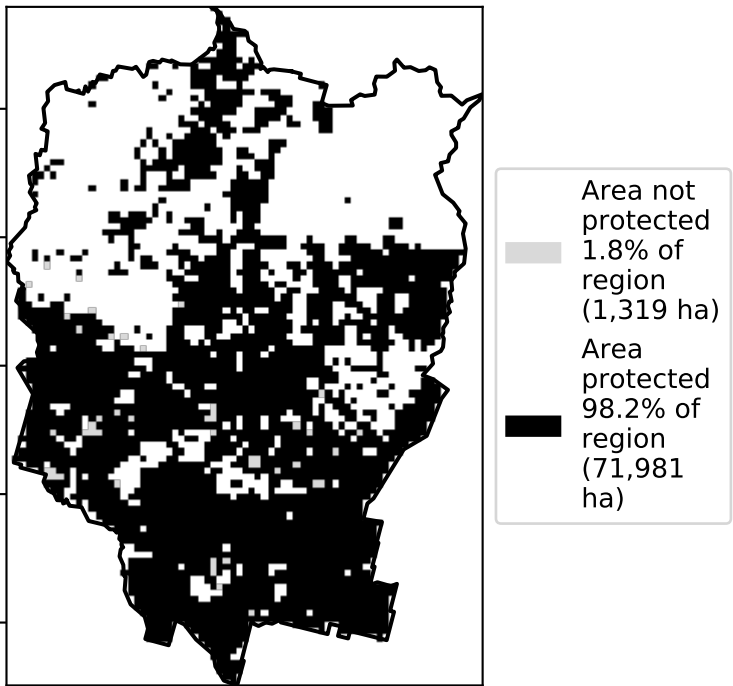 Area not
protected
1.8% of
region
(1,319 ha)
Area
protected
98.2% of
region
(71,981
ha)